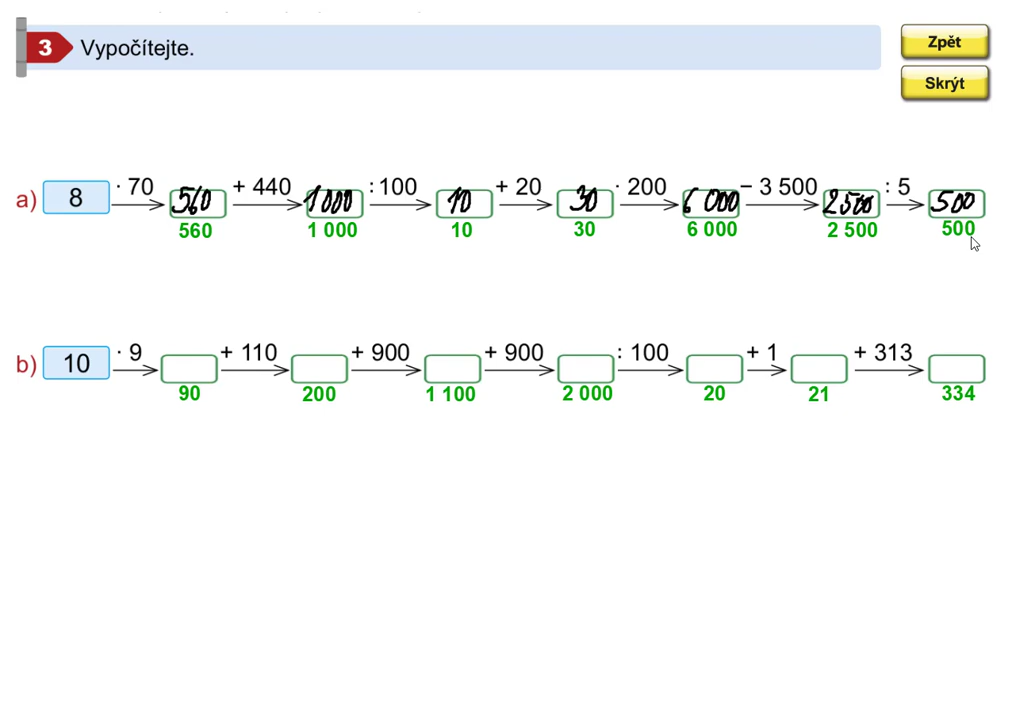 3 Vypočítejte. Zpět
Skrýt
· 70 + 440 : 100 + 20 · 200 − 3 500 : 5
a) 8 560 1 000 10 30 6 000 2 500 500
560 1 000 10 30 6 000 2 500 500
· 9 + 110 + 900 + 900 : 100 + 1 + 313
b) 10
90 200 1 100 2 000 20 21 334